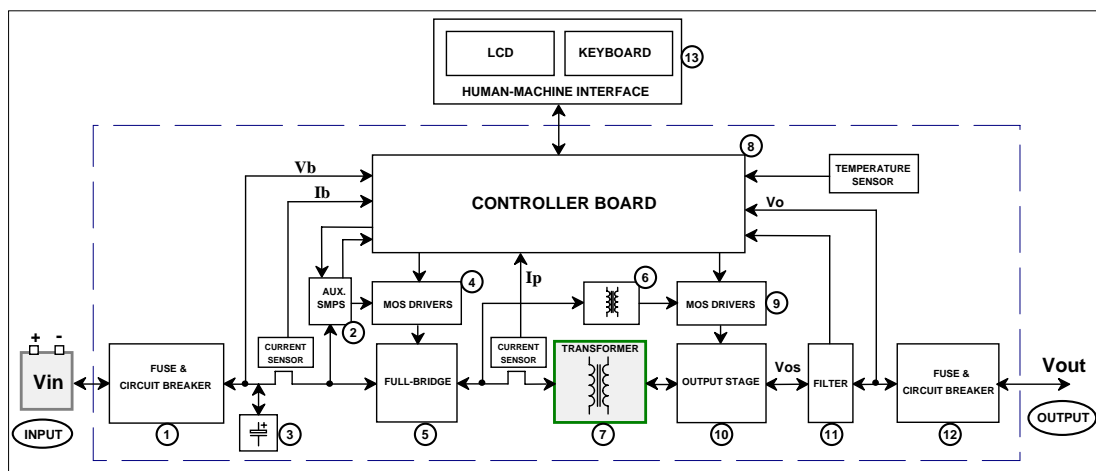 LCD
KEYBOARD
13
HUMAN-MACHINE INTERFACE
8
Vb
TEMPERATURE
SENSOR
Ib
CONTROLLER BOARD
Vo
4
Ip
6
AUX.
SMPS
MOS DRIVERS
MOS DRIVERS
2
9
+ -
CURRENT
SENSOR
CURRENT
SENSOR
TRANSFORMER
Vin
FUSE &
CIRCUIT BREAKER
FULL-BRIDGE
OUTPUT STAGE
Vos
FILTER
FUSE &
CIRCUIT BREAKER
Vout
INPUT
OUTPUT
+
1
3
5
7
10
11
12